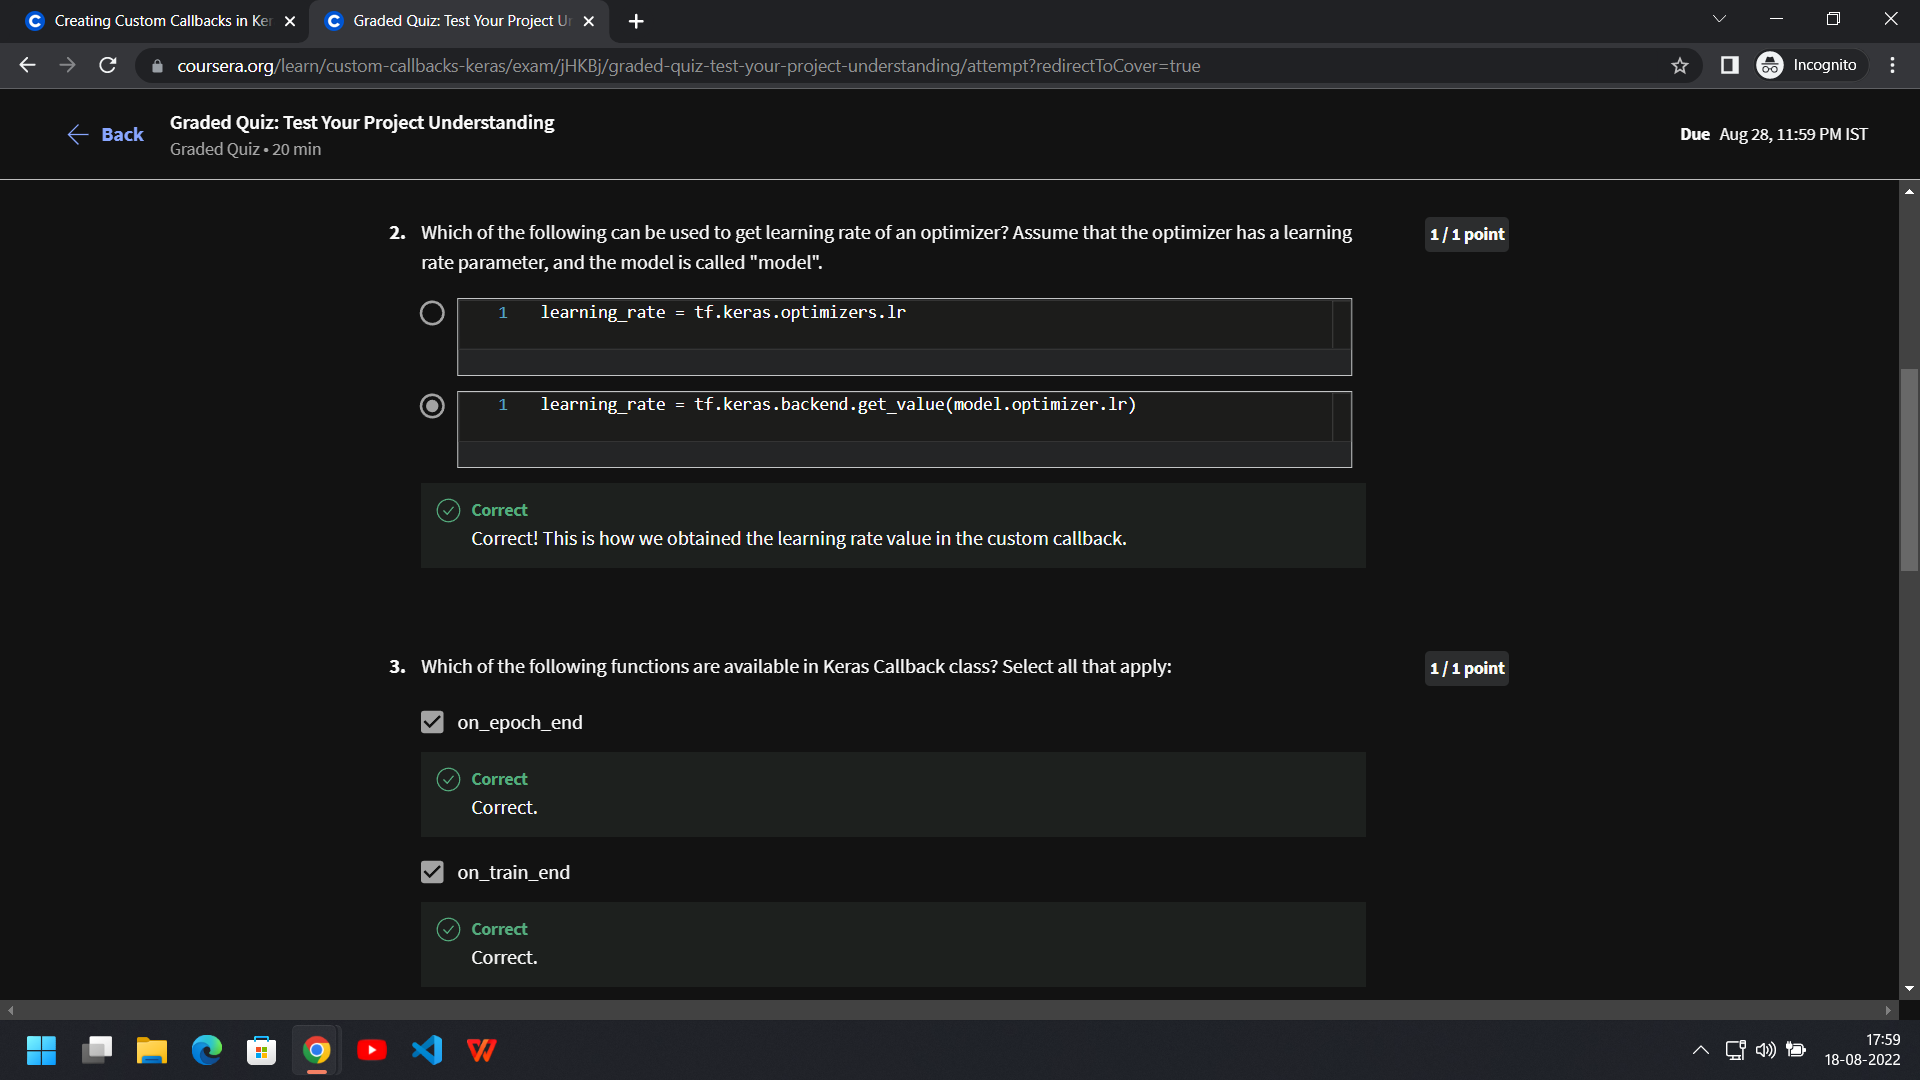 Creating Custom Callbacks in Ker
Graded Quiz: Test Your Project Un
coursera.org/learn/custom-callbacks-keras/exam/jHKBj/graded-quiz-test-your-project-understanding/attempt?redirectToCover=true
Incognito
Back
Graded Quiz: Test Your Project Understanding
Graded Quiz • 20 min
Due Aug 28, 11:59 PM IST
2. Which of the following can be used to get learning rate of an optimizer? Assume that the optimizer has a learning
rate parameter, and the model is called "model".
1 / 1 point
1 learning_rate = tf.keras.optimizers.lr
1 learning_rate = tf.keras.backend.get_value(model.optimizer.lr)
Correct
Correct! This is how we obtained the learning rate value in the custom callback.
3. Which of the following functions are available in Keras Callback class? Select all that apply:
1 / 1 point
on_epoch_end
Correct
Correct.
on_train_end
Correct
Correct.
17:59
18-08-2022